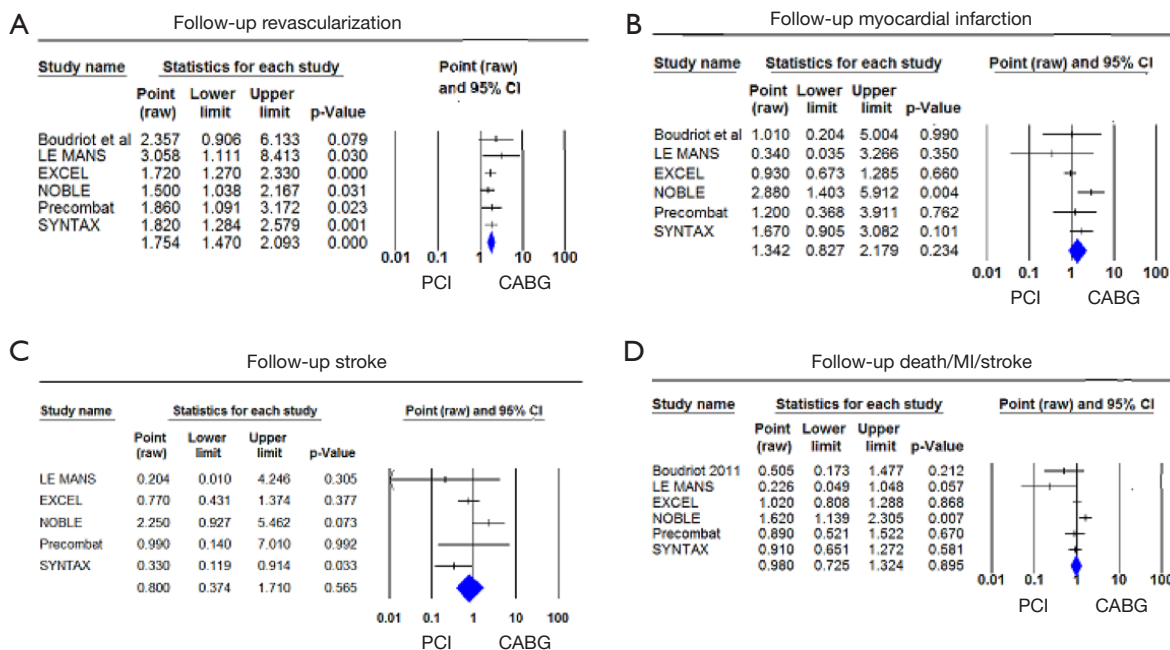 A
Follow-up revascularization
Study name Statistics for each study Point (raw)
and 95% CI
Point Lower Upper
(raw) limit limit p-Value
Boudriot et al 2.357 0.906 6.133 0.079
LE MANS 3.058 1.111 8.413 0.030
EXCEL 1.720 1.270 2.330 0.000
NOBLE 1.500 1.038 2.167 0.031
Precombat 1.860 1.091 3.172 0.023
SYNTAX 1.820 1.284 2.579 0.001
1.754 1.470 2.093 0.000
0.01 0.1 1 10 100
PCI CABG
B
Follow-up myocardial infarction
Study name Statistics for each study Point (raw) and 95% CI
Point Lower Upper
(raw) limit limit p-Value
Boudriot et al 1.010 0.204 5.004 0.990
LE MANS 0.340 0.035 3.266 0.350
EXCEL 0.930 0.673 1.285 0.660
NOBLE 2.880 1.403 5.912 0.004
Precombat 1.200 0.368 3.911 0.762
SYNTAX 1.670 0.905 3.082 0.101
1.342 0.827 2.179 0.234
0.01 0.1 1 10 100
PCI CABG
C
Follow-up stroke
Study name Statistics for each study Point (raw) and 95% CI
Point Lower Upper
(raw) limit limit p-Value
LE MANS 0.204 0.010 4.246 0.305
EXCEL 0.770 0.431 1.374 0.377
NOBLE 2.250 0.927 5.462 0.073
Precombat 0.990 0.140 7.010 0.992
SYNTAX 0.330 0.119 0.914 0.033
0.800 0.374 1.710 0.565
0.01 0.1 1 10 100
PCI CABG
D
Follow-up death/MI/stroke
Study name Statistics for each study Point (raw) and 95% CI
Point Lower Upper
(raw) limit limit p-Value
Boudriot 2011 0.505 0.173 1.477 0.212
LE MANS 0.226 0.049 1.048 0.057
EXCEL 1.020 0.808 1.288 0.868
NOBLE 1.620 1.139 2.305 0.007
Precombat 0.890 0.521 1.522 0.670
SYNTAX 0.910 0.651 1.272 0.581
0.980 0.725 1.324 0.895
0.01 0.1 1 10 100
PCI CABG